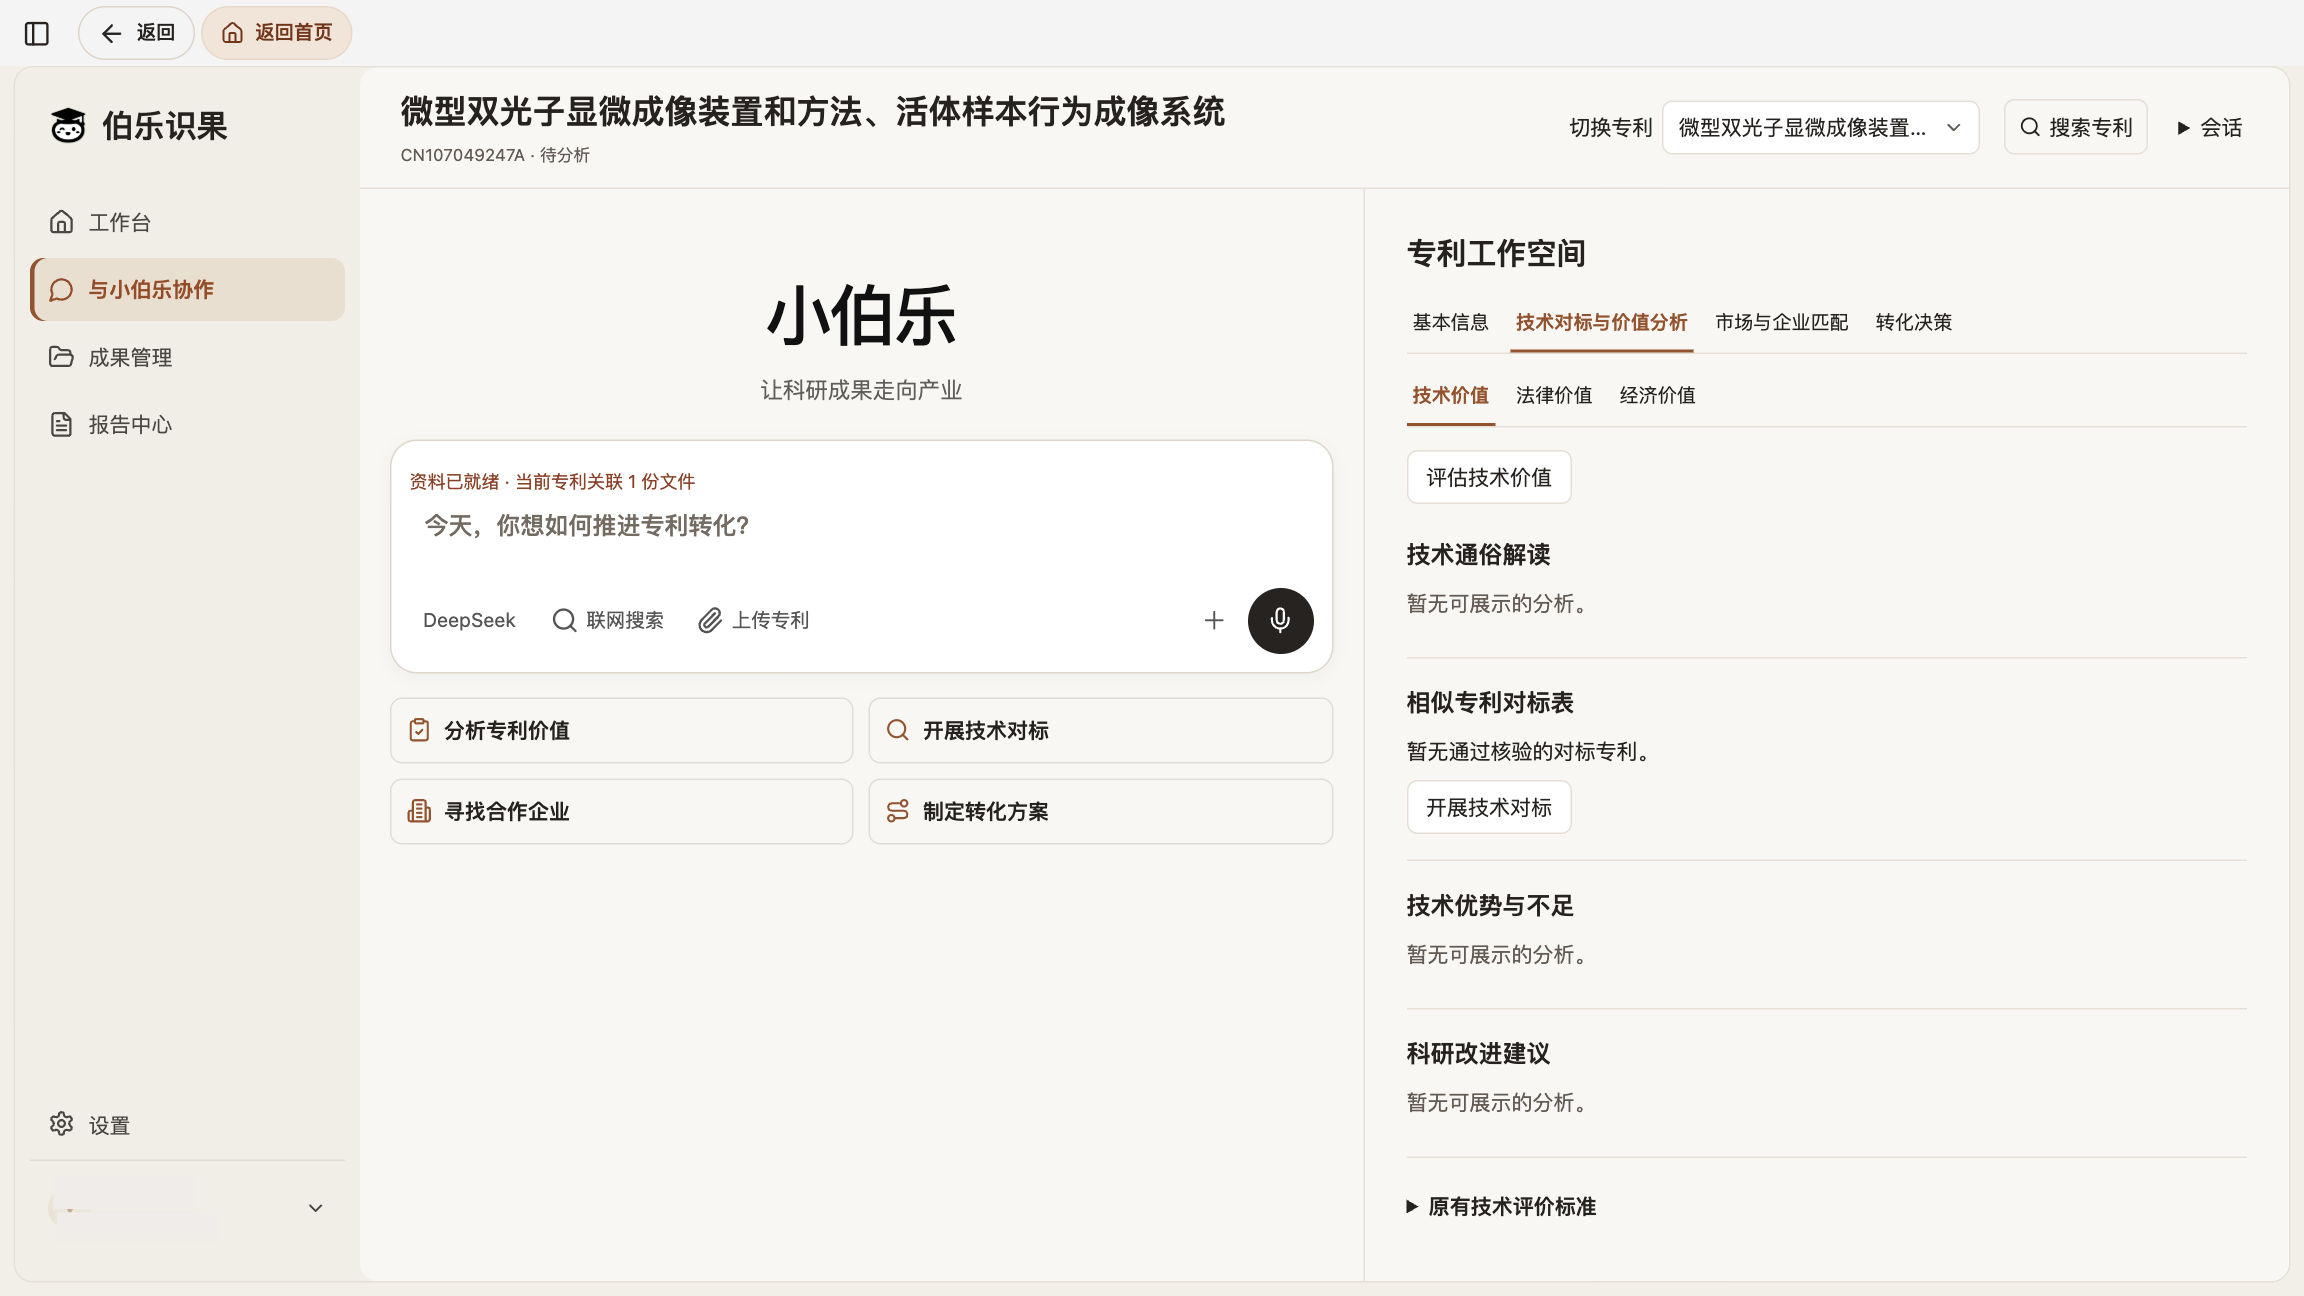 返回
返回首页
伯乐识果
工作台
与小伯乐协作
成果管理
报告中心
设置
微型双光子显微成像装置和方法、活体样本行为成像系统
CN107049247A · 待分析
切换专利
微型双光子显微成像装置...
搜索专利
▶ 会话
小伯乐
让科研成果走向产业
资料已就绪 · 当前专利关联 1 份文件
今天，你想如何推进专利转化？
DeepSeek 联网搜索 上传专利
分析专利价值
开展技术对标
寻找合作企业
制定转化方案
专利工作空间
基本信息 技术对标与价值分析 市场与企业匹配 转化决策
技术价值 法律价值 经济价值
评估技术价值
技术通俗解读
暂无可展示的分析。
相似专利对标表
暂无通过核验的对标专利。
开展技术对标
技术优势与不足
暂无可展示的分析。
科研改进建议
暂无可展示的分析。
▶ 原有技术评价标准